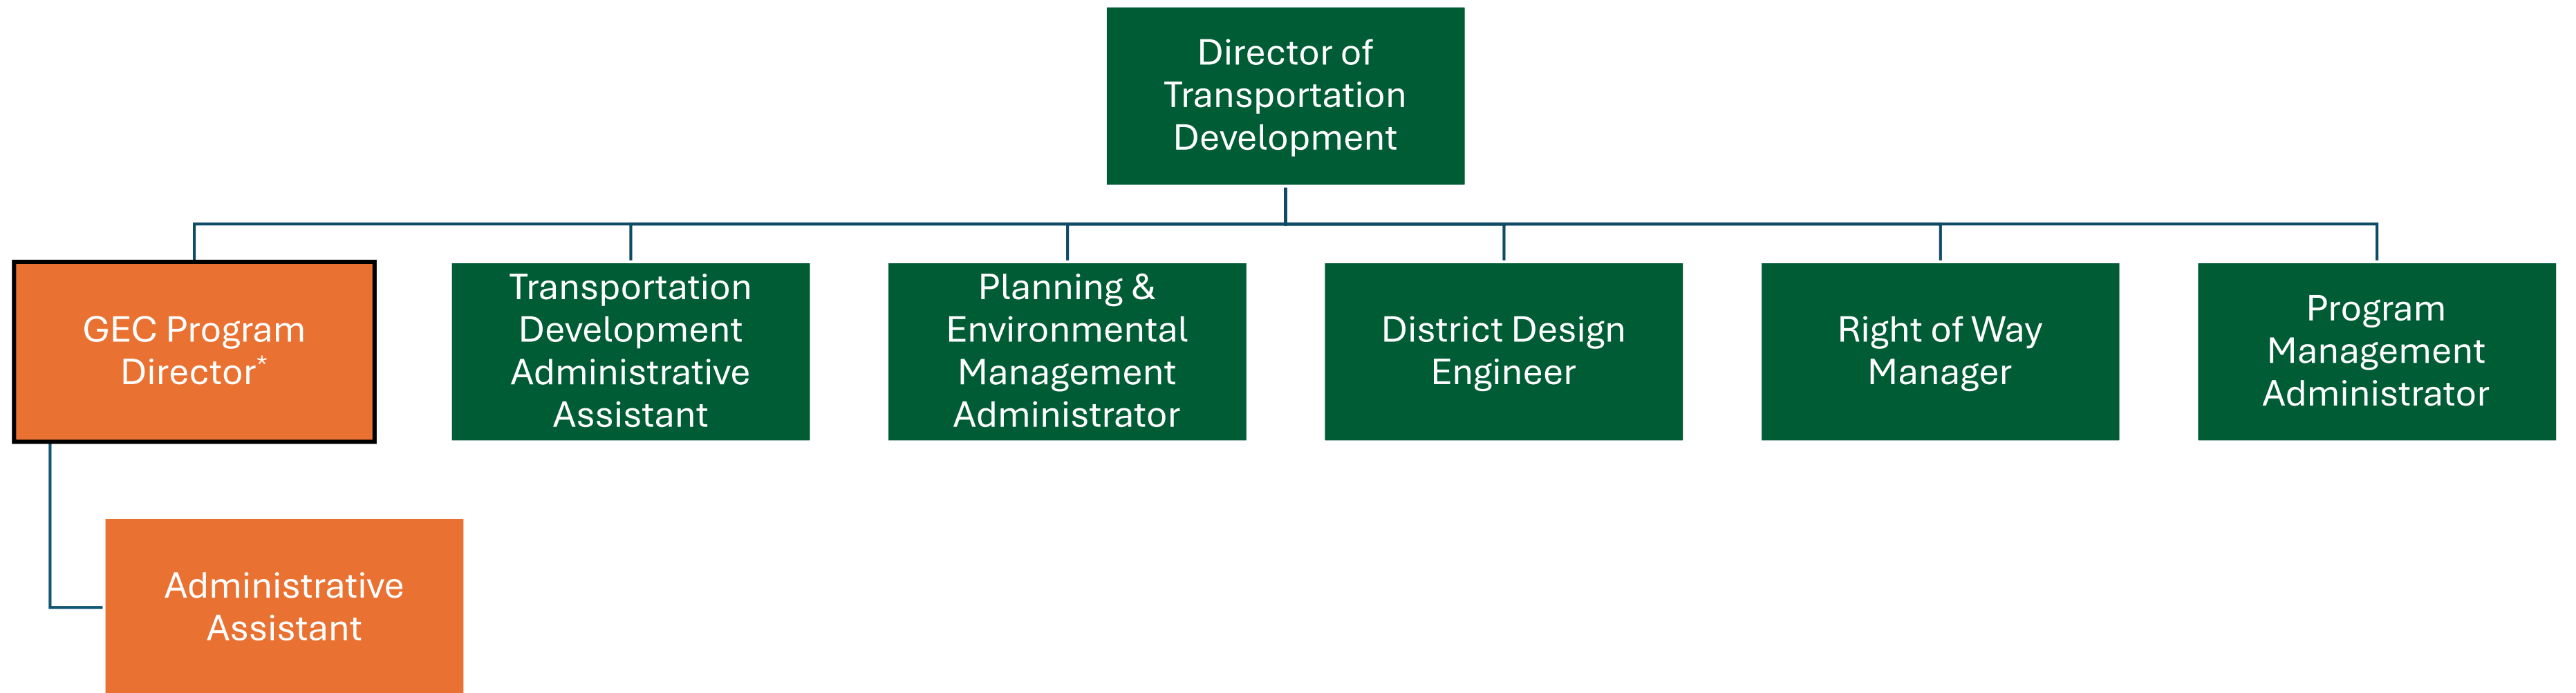 Director of
Transportation
Development
GEC Program
Director*
Transportation
Development
Administrative
Assistant
Planning &
Environmental
Management
Administrator
District Design
Engineer
Right of Way
Manager
Program
Management
Administrator
Administrative
Assistant